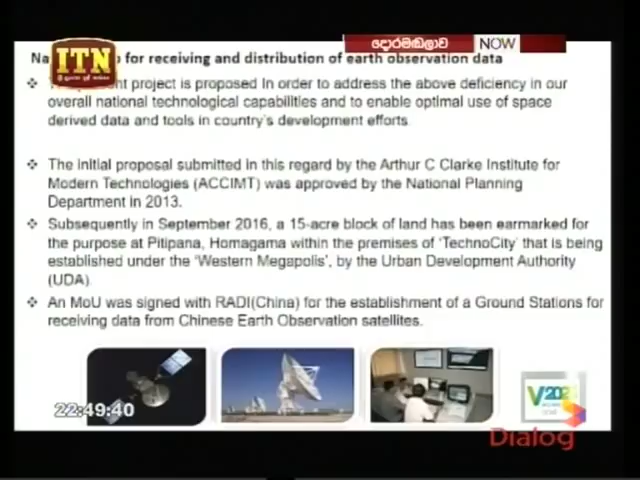 දොරමඬලාව NOW
ITN
for receiving and distribution of earth observation data
project is proposed In order to address the above deficiency in our
overall national technological capabilities and to enable optimal use of space
derived data and tools in country's development efforts.
The initial proposal submitted in this regard by the Arthur C Clarke Institute for
Modern Technologies (ACCIMT) was approved by the National Planning
Department in 2013.
Subsequently in September 2016, a 15-acre block of land has been earmarked for
the purpose at Pitipana, Homagama within the premises of 'TechnoCity' that is being
established under the 'Western Megapolis', by the Urban Development Authority
(UDA).
An MoU was signed with RADI(China) for the establishment of a Ground Stations for
receiving data from Chinese Earth Observation satellites.
22:49:40
Dialog